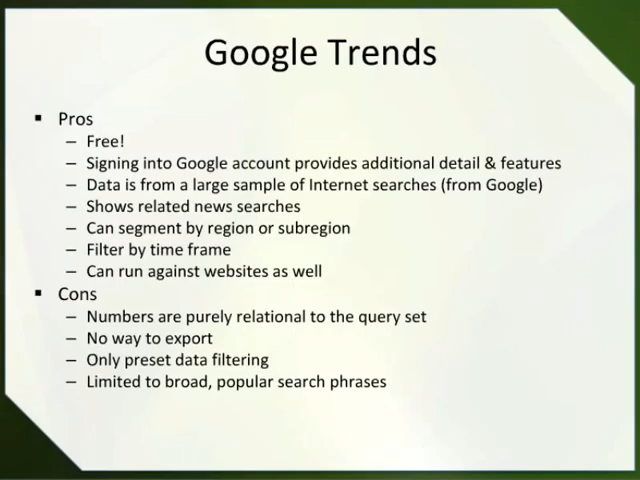 Google Trends
▪ Pros
– Free!
– Signing into Google account provides additional detail & features
– Data is from a large sample of Internet searches (from Google)
– Shows related news searches
– Can segment by region or subregion
– Filter by time frame
– Can run against websites as well
▪ Cons
– Numbers are purely relational to the query set
– No way to export
– Only preset data filtering
– Limited to broad, popular search phrases